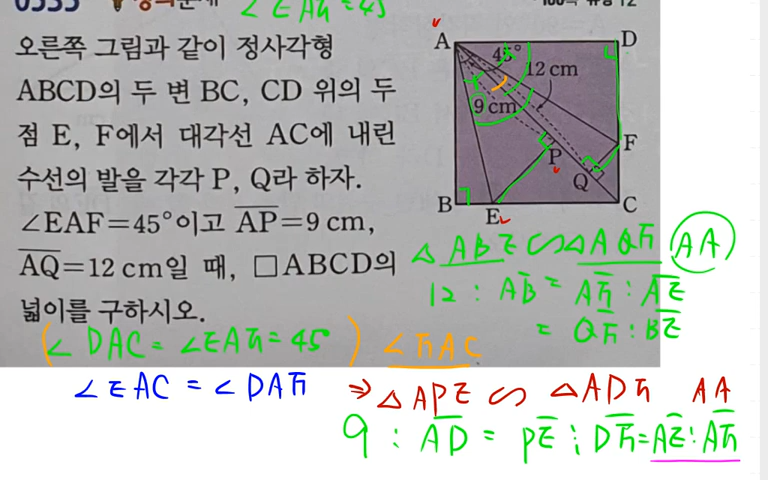 ∠EAF=45
오른쪽 그림과 같이 정사각형
ABCD의 두 변 BC, CD 위의 두
점 E, F에서 대각선 AC에 내린
수선의 발을 각각 P, Q라 하자.
∠EAF=45°이고 AP=9 cm,
AQ=12 cm일 때, □ABCD의
넓이를 구하시오.
A D
45° 12 cm
9 cm
F
P
Q
B E C
△ABE ∽ △AQF AA
12 : AB = AF : AE
= QF : BE
(∠DAC = ∠EAF = 45°) ∠FAC
∠EAC = ∠DAF ⇒ △APE ∽ △ADF AA
9 : AD = PE : DF = AE : AF